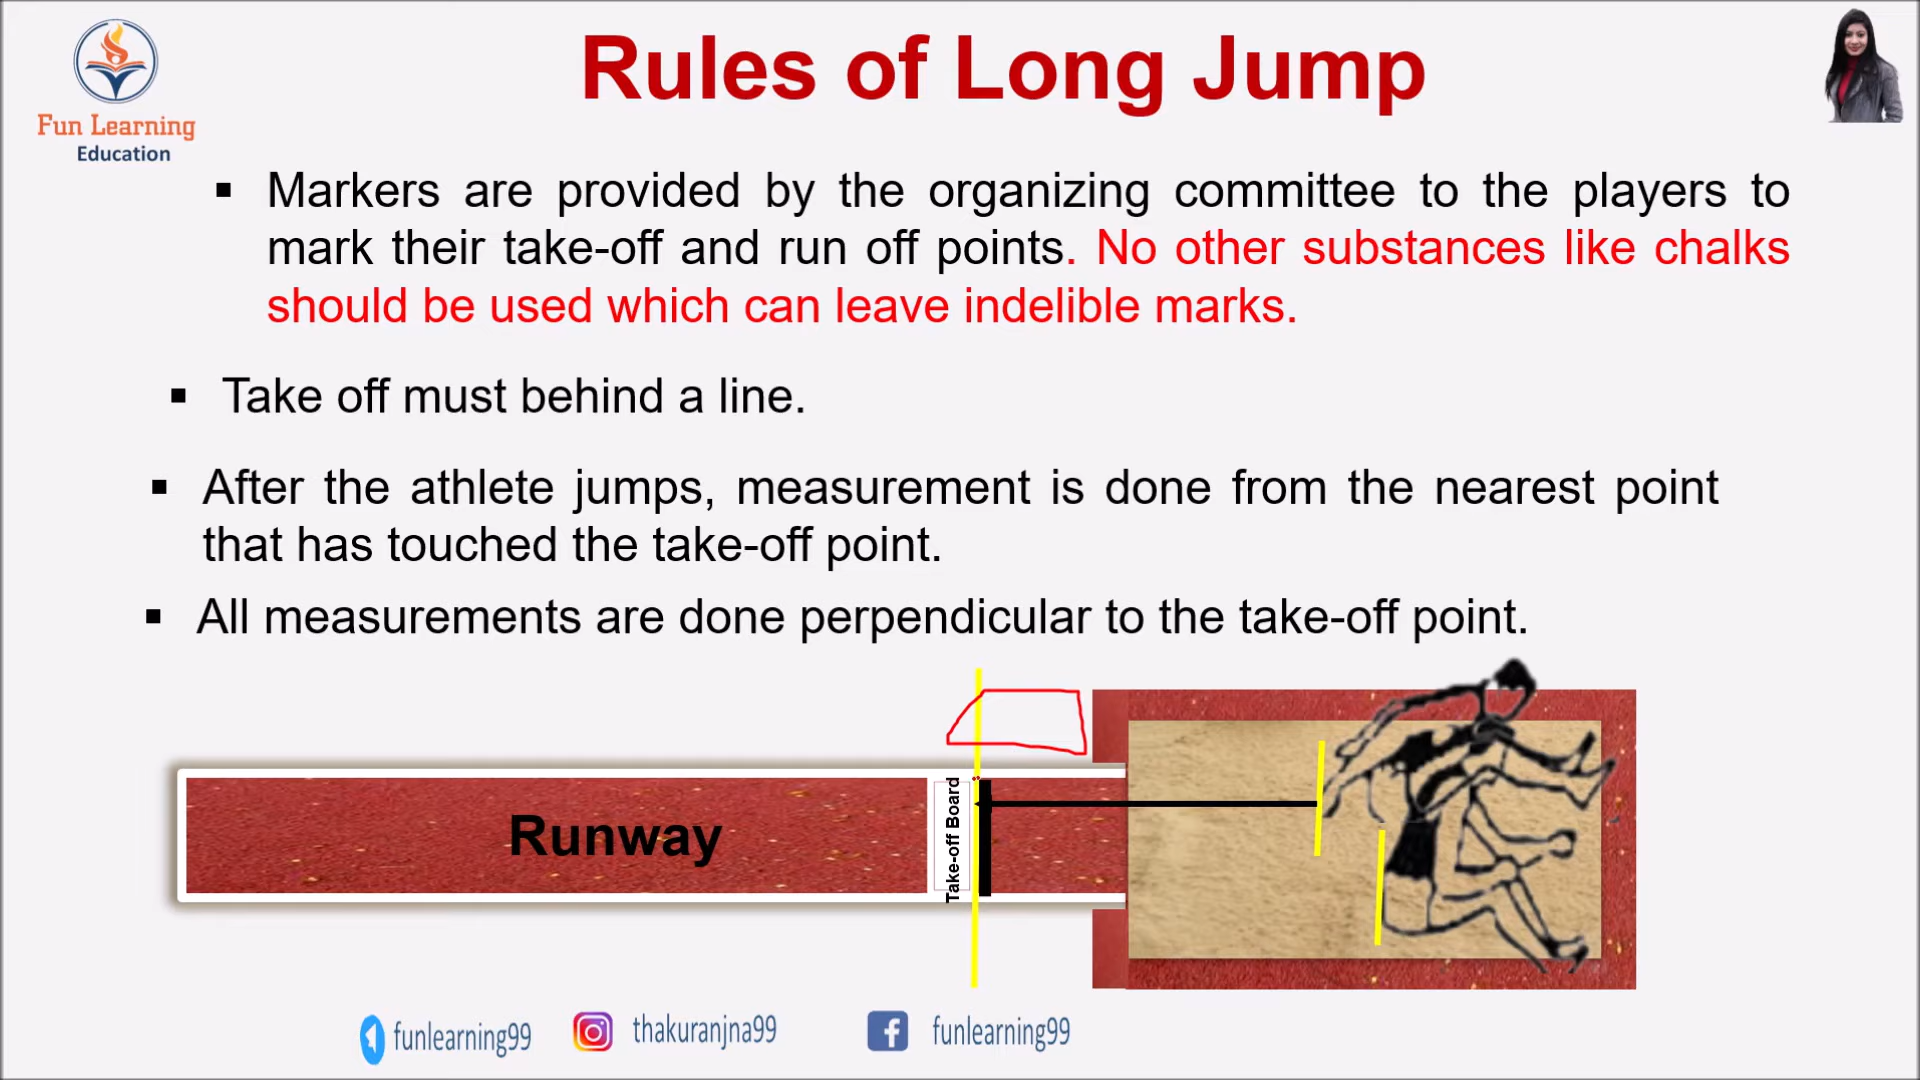 Rules of Long Jump
Fun Learning
Education
▪ Markers are provided by the organizing committee to the players to
mark their take-off and run off points. No other substances like chalks
should be used which can leave indelible marks.
▪ Take off must behind a line.
▪ After the athlete jumps, measurement is done from the nearest point
that has touched the take-off point.
▪ All measurements are done perpendicular to the take-off point.
Runway
Take-off Board
funlearning99
thakuranjna99
funlearning99